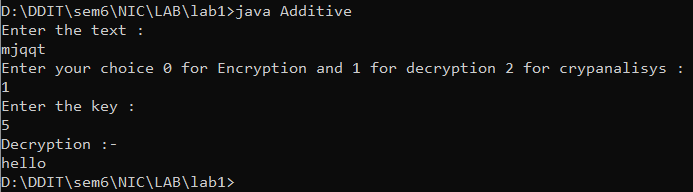 D:\DDIT\sem6\NIC\LAB\lab1>java Additive
Enter the text :
mjqqt
Enter your choice 0 for Encryption and 1 for decryption 2 for crypanalisys :
1
Enter the key :
5
Decryption :-
hello
D:\DDIT\sem6\NIC\LAB\lab1>